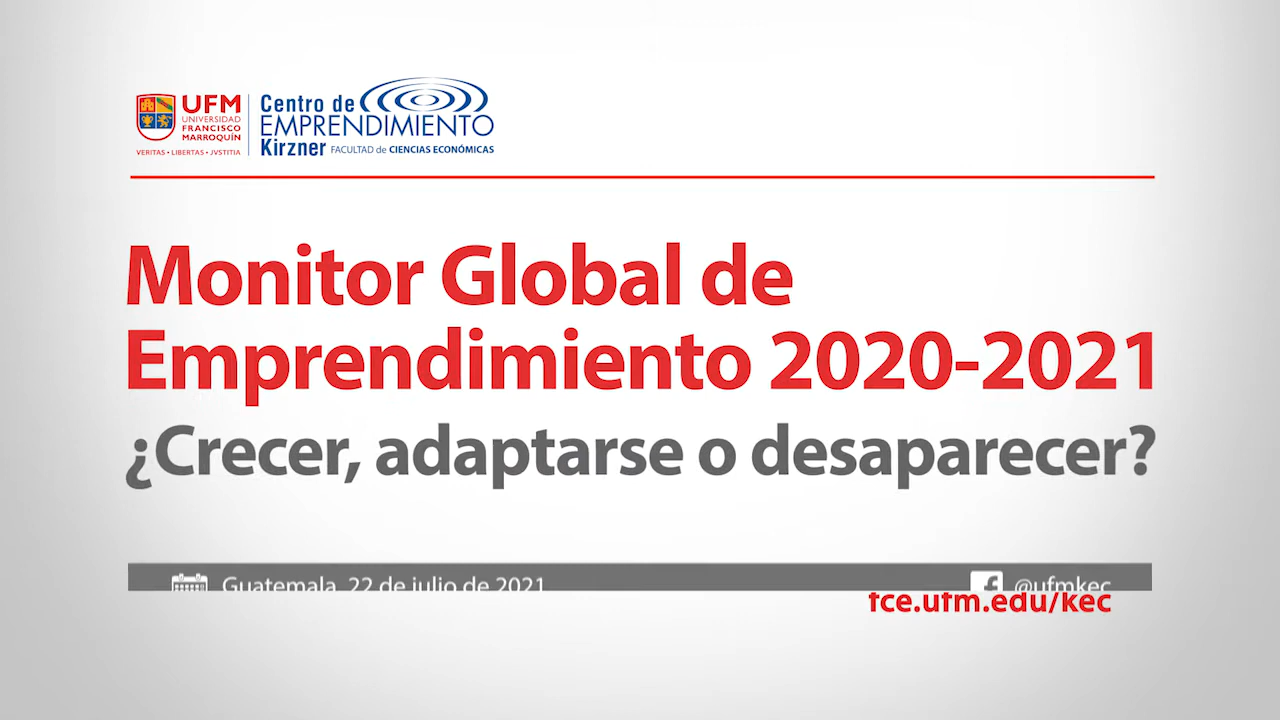 UFM
UNIVERSIDAD
FRANCISCO
MARROQUÍN
VERITAS • LIBERTAS • JVSTITIA
Centro de
EMPRENDIMIENTO
Kirzner FACULTAD de CIENCIAS ECONÓMICAS
Monitor Global de
Emprendimiento 2020-2021
¿Crecer, adaptarse o desaparecer?
Guatemala, 22 de julio de 2021
@ufmkec
fce.ufm.edu/kec